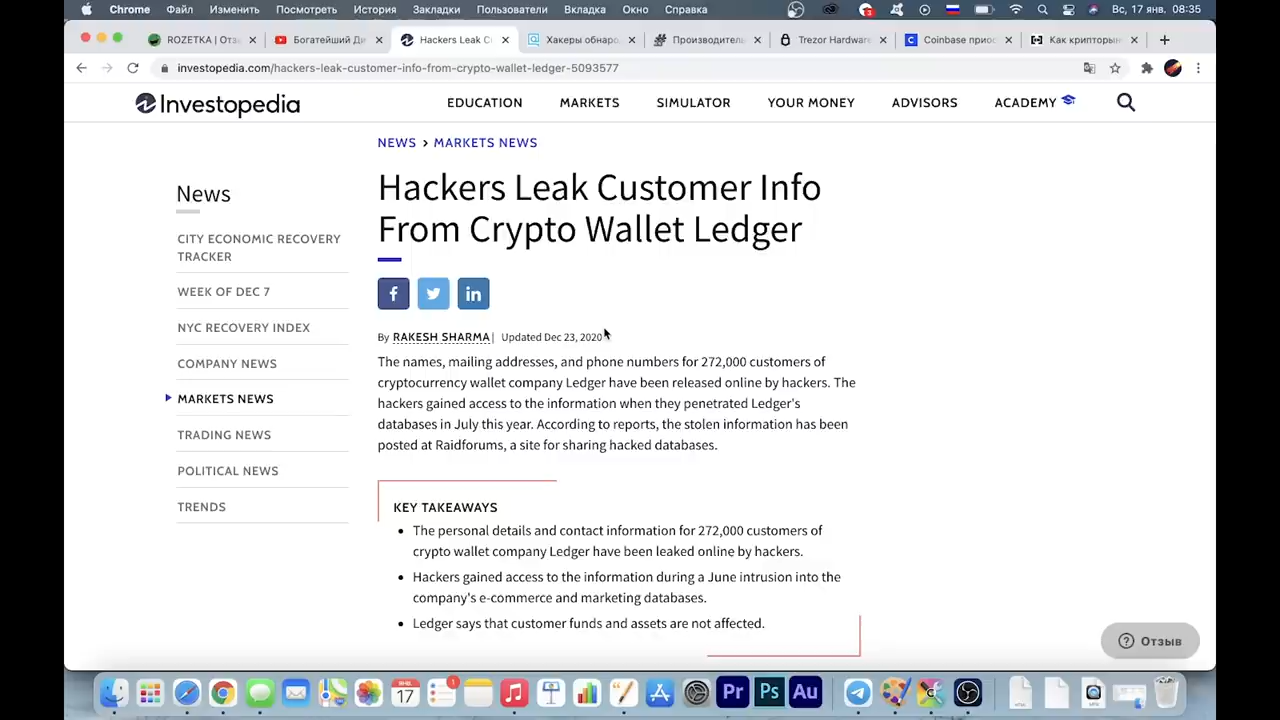 Chrome Файл Изменить Посмотреть История Закладки Пользователи Вкладка Окно Справка Вс, 17 янв. 08:35
ROZETKA | Отз Богатейший Ди Hackers Leak C Хакеры обнаро Производитель Trezor Hardware Coinbase прио Как крипторын
investopedia.com/hackers-leak-customer-info-from-crypto-wallet-ledger-5093577
Investopedia EDUCATION MARKETS SIMULATOR YOUR MONEY ADVISORS ACADEMY
NEWS > MARKETS NEWS
Hackers Leak Customer Info
From Crypto Wallet Ledger
News
CITY ECONOMIC RECOVERY
TRACKER
WEEK OF DEC 7
NYC RECOVERY INDEX
COMPANY NEWS
MARKETS NEWS
TRADING NEWS
POLITICAL NEWS
TRENDS
By RAKESH SHARMA | Updated Dec 23, 2020
The names, mailing addresses, and phone numbers for 272,000 customers of
cryptocurrency wallet company Ledger have been released online by hackers. The
hackers gained access to the information when they penetrated Ledger's
databases in July this year. According to reports, the stolen information has been
posted at Raidforums, a site for sharing hacked databases.
KEY TAKEAWAYS
• The personal details and contact information for 272,000 customers of
crypto wallet company Ledger have been leaked online by hackers.
• Hackers gained access to the information during a June intrusion into the
company's e-commerce and marketing databases.
• Ledger says that customer funds and assets are not affected.
Отзыв
17 1 Pr Ps Au